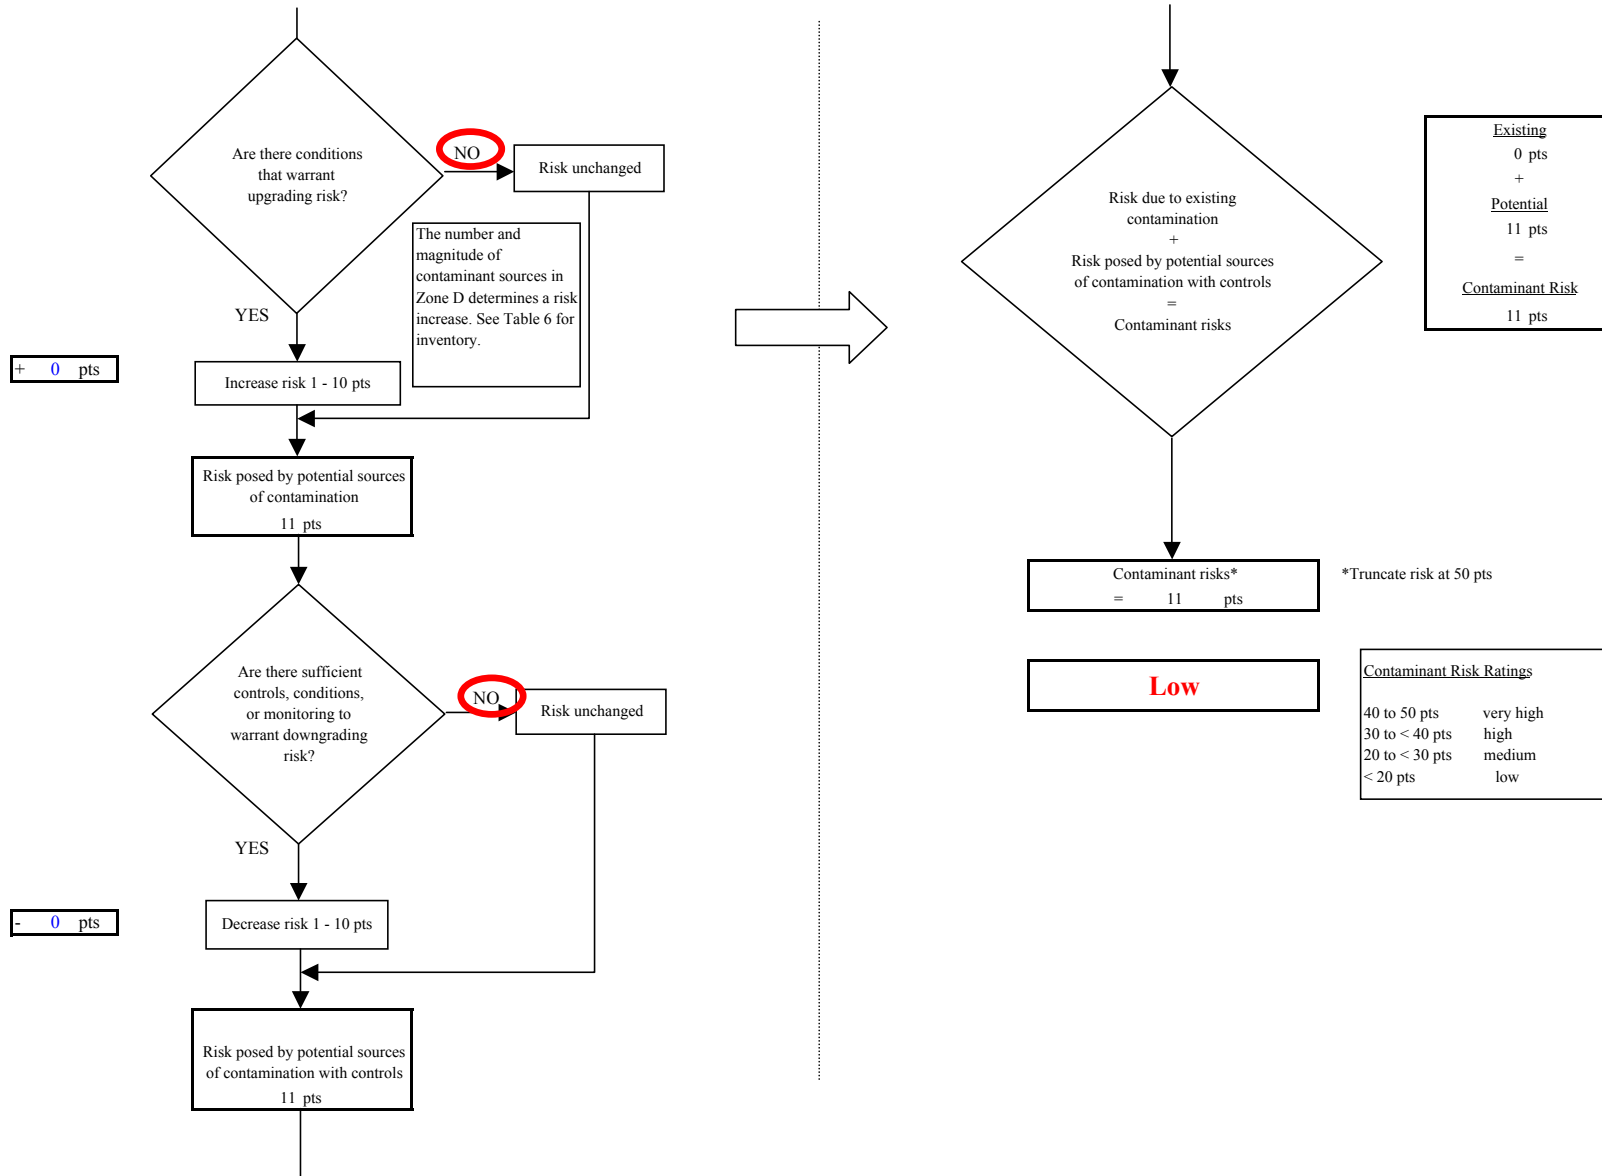 Are there conditions
that warrant
upgrading risk?
NO
Risk unchanged
The number and
magnitude of
contaminant sources in
Zone D determines a risk
increase. See Table 6 for
inventory.
YES
+ 0 pts
Increase risk 1 - 10 pts
Risk posed by potential sources
of contamination
11 pts
Are there sufficient
controls, conditions,
or monitoring to
warrant downgrading
risk?
NO
Risk unchanged
YES
- 0 pts
Decrease risk 1 - 10 pts
Risk posed by potential sources
of contamination with controls
11 pts
Risk due to existing
contamination
+
Risk posed by potential sources
of contamination with controls
=
Contaminant risks
Existing
0 pts
+
Potential
11 pts
=
Contaminant Risk
11 pts
Contaminant risks*
= 11 pts
*Truncate risk at 50 pts
Low
Contaminant Risk Ratings
40 to 50 pts very high
30 to < 40 pts high
20 to < 30 pts medium
< 20 pts low